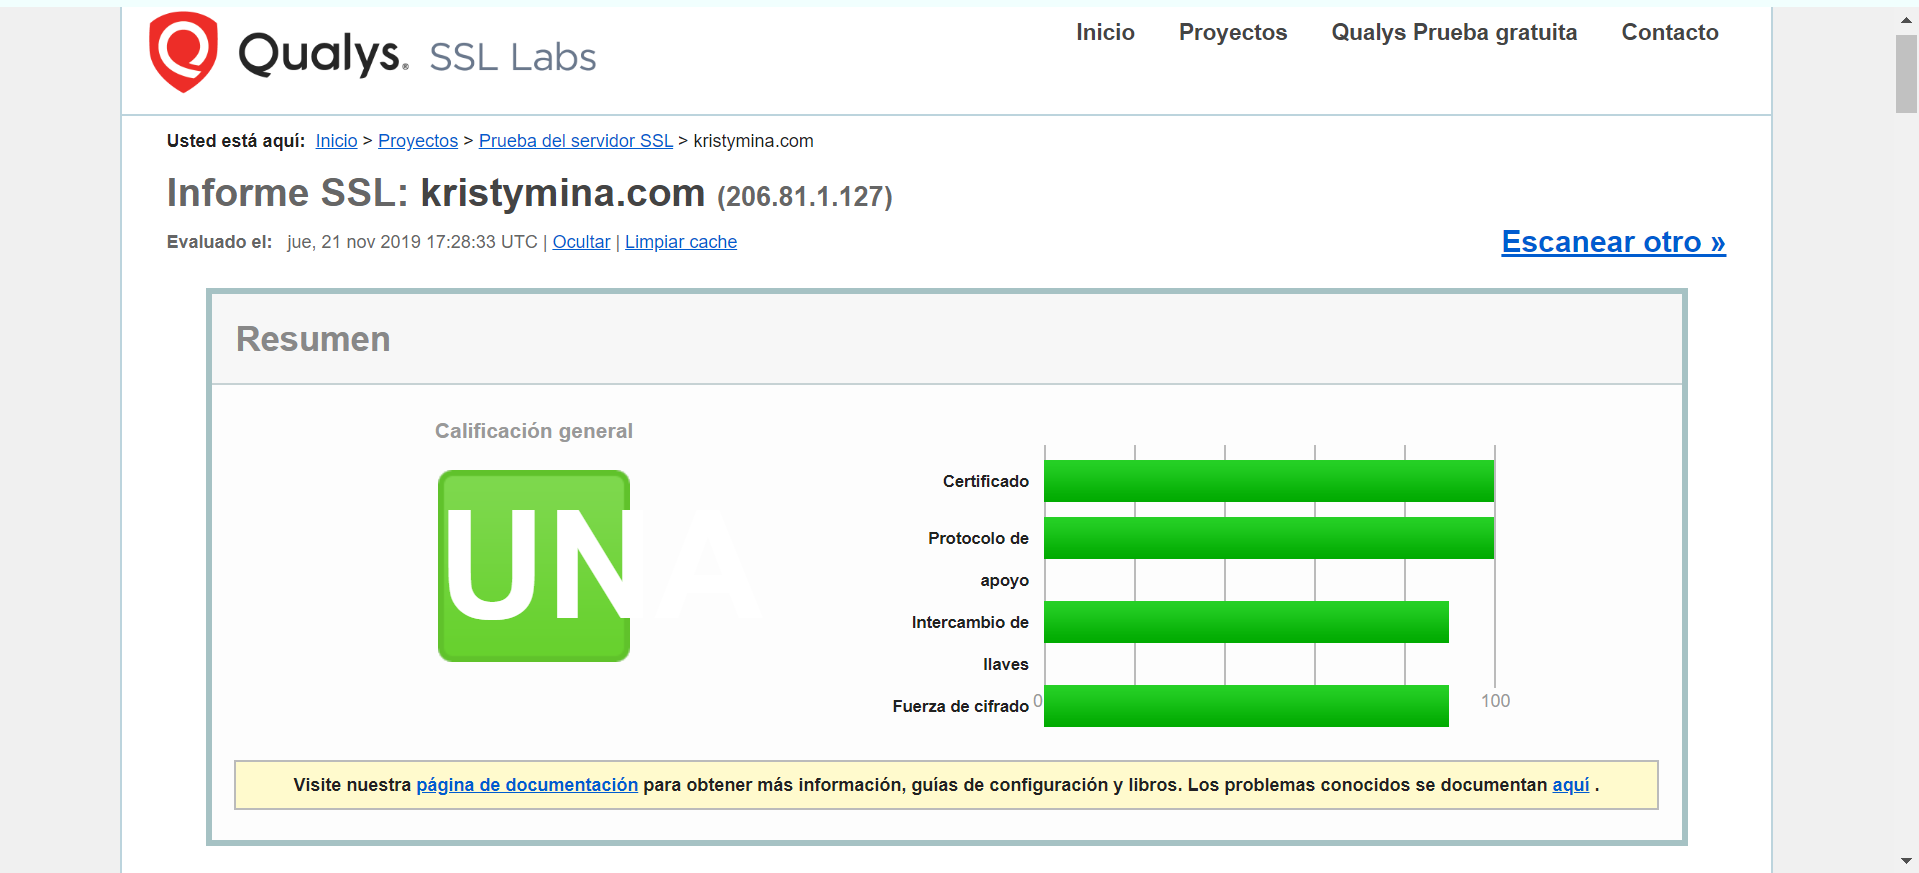 Qualys. SSL Labs
Inicio Proyectos Qualys Prueba gratuita Contacto
Usted está aquí: Inicio > Proyectos > Prueba del servidor SSL > kristymina.com
Informe SSL: kristymina.com (206.81.1.127)
Evaluado el: jue, 21 nov 2019 17:28:33 UTC | Ocultar | Limpiar cache
Escanear otro »
Resumen
Calificación general
UNA
Certificado
Protocolo de
apoyo
Intercambio de
llaves
Fuerza de cifrado
0 100
Visite nuestra página de documentación para obtener más información, guías de configuración y libros. Los problemas conocidos se documentan aquí .